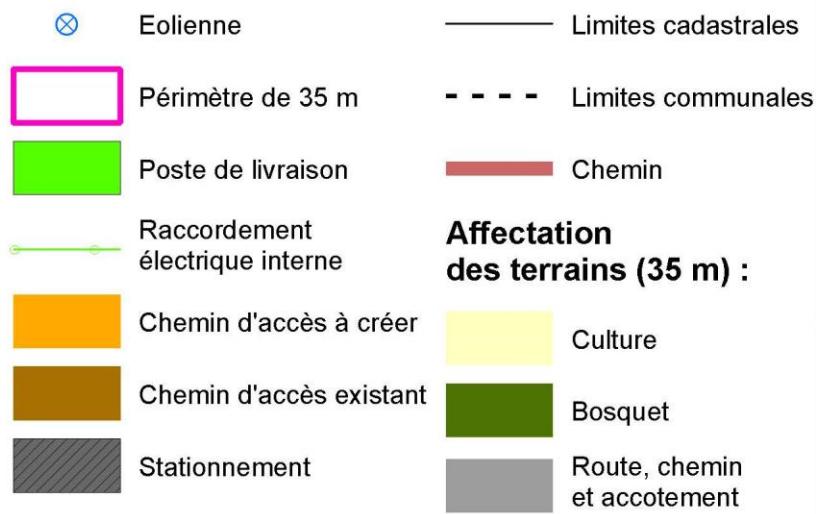 Eolienne
Périmètre de 35 m
Poste de livraison
Raccordement
électrique interne
Chemin d'accès à créer
Chemin d'accès existant
Stationnement
Limites cadastrales
Limites communales
Chemin
Affectation
des terrains (35 m) :
Culture
Bosquet
Route, chemin
et accotement